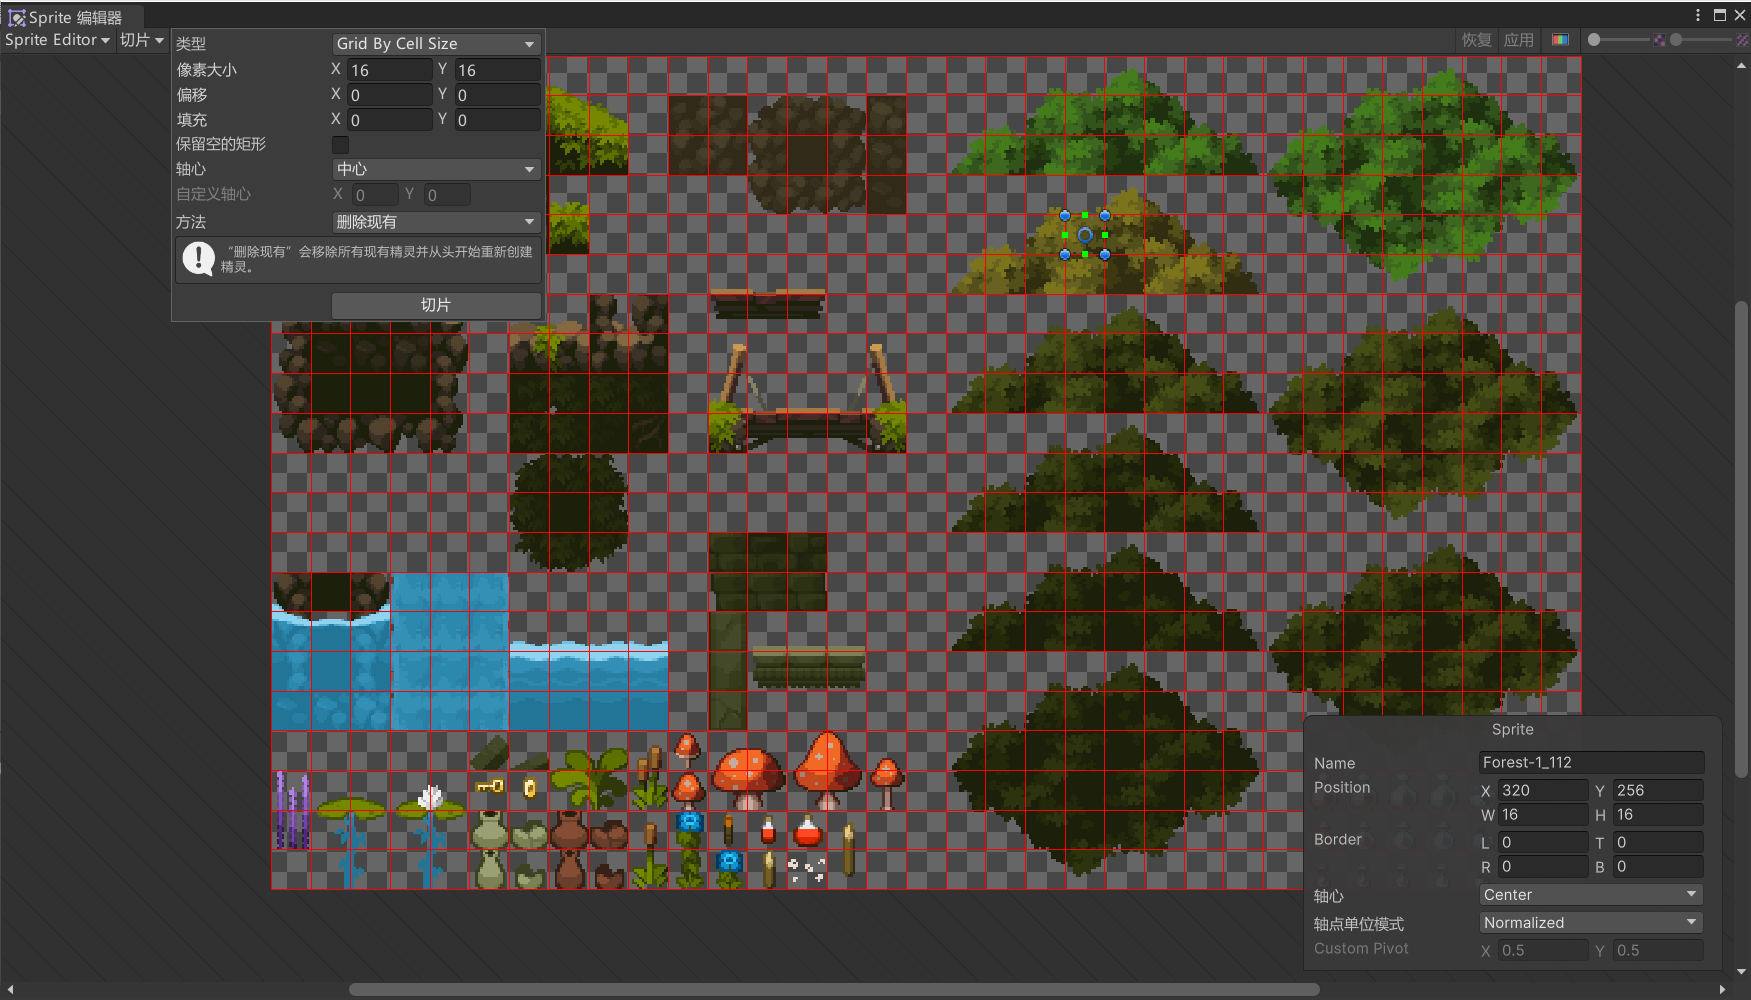 Sprite 编辑器
Sprite Editor 切片 恢复 应用
类型 Grid By Cell Size
像素大小 X 16 Y 16
偏移 X 0 Y 0
填充 X 0 Y 0
保留空的矩形
轴心 中心
自定义轴心 X 0 Y 0
方法 删除现有
“删除现有”会移除所有现有精灵并从头开始重新创建
精灵。
切片
Sprite
Name Forest-1_112
Position X 320 Y 256
W 16 H 16
Border L 0 T 0
R 0 B 0
轴心 Center
轴点单位模式 Normalized
Custom Pivot X 0.5 Y 0.5